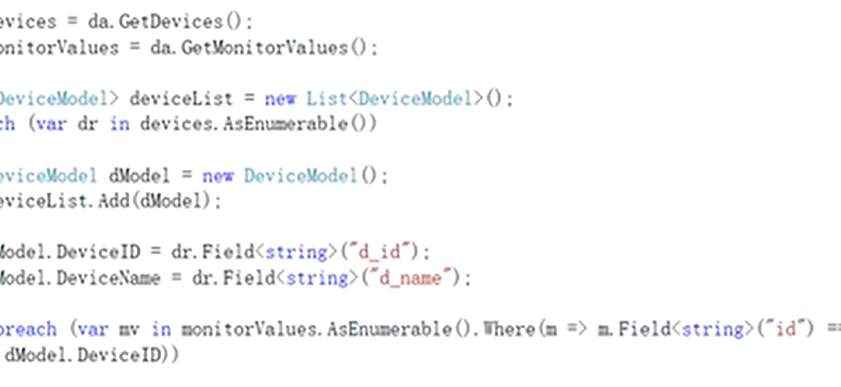 evices = da.GetDevices();
onitorValues = da.GetMonitorValues();
DeviceModel> deviceList = new List<DeviceModel>();
ch (var dr in devices.AsEnumerable())
eviceModel dModel = new DeviceModel();
eviceList.Add(dModel);
Model.DeviceID = dr.Field<string>("d_id");
Model.DeviceName = dr.Field<string>("d_name");
oreach (var mv in monitorValues.AsEnumerable().Where(m => m.Field<string>("id") ==
dModel.DeviceID))